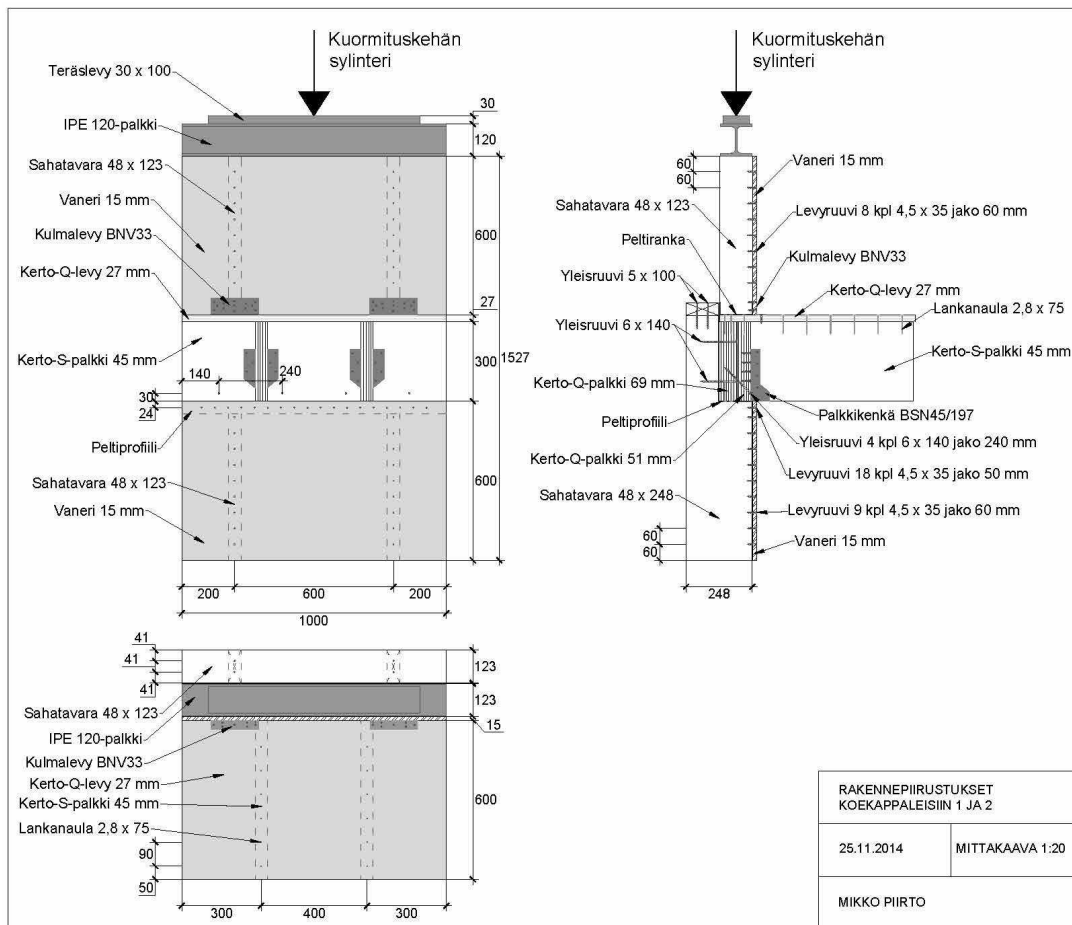 Kuormituskehän
sylinteri
Teräslevy 30 x 100
IPE 120-palkki
Sahatavara 48 x 123
Vaneri 15 mm
Kulmalevy BNV33
Kerto-Q-levy 27 mm
Kerto-S-palkki 45 mm
140
240
30
24
Peltiprofiili
Sahatavara 48 x 123
Vaneri 15 mm
30
120
600
27
300
1527
600
200
600
200
1000
Kuormituskehän
sylinteri
60
60
Vaneri 15 mm
Sahatavara 48 x 123
Levyruuvi 8 kpl 4,5 x 35 jako 60 mm
Peltiranka
Kulmalevy BNV33
Yleisruuvi 5 x 100
Kerto-Q-levy 27 mm
Lankanaula 2,8 x 75
Yleisruuvi 6 x 140
Kerto-S-palkki 45 mm
Kerto-Q-palkki 69 mm
Palkkikenkä BSN45/197
Peltiprofiili
Yleisruuvi 4 kpl 6 x 140 jako 240 mm
Kerto-Q-palkki 51 mm
Levyruuvi 18 kpl 4,5 x 35 jako 50 mm
Sahatavara 48 x 248
Levyruuvi 9 kpl 4,5 x 35 jako 60 mm
60
60
Vaneri 15 mm
248
41
41
41
123
123
15
Sahatavara 48 x 123
IPE 120-palkki
Kulmalevy BNV33
Kerto-Q-levy 27 mm
Kerto-S-palkki 45 mm
Lankanaula 2,8 x 75
600
90
50
300
400
300
RAKENNEPIIRUSTUKSET
KOEKAPPALEISIIN 1 JA 2
25.11.2014
MITTAKAAVA 1:20
MIKKO PIIRTO